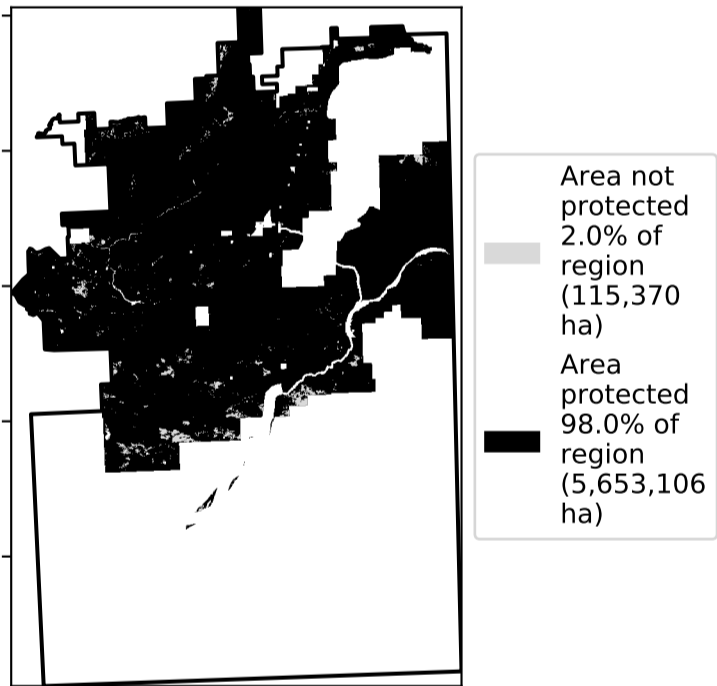 Area not
protected
2.0% of
region
(115,370
ha)
Area
protected
98.0% of
region
(5,653,106
ha)